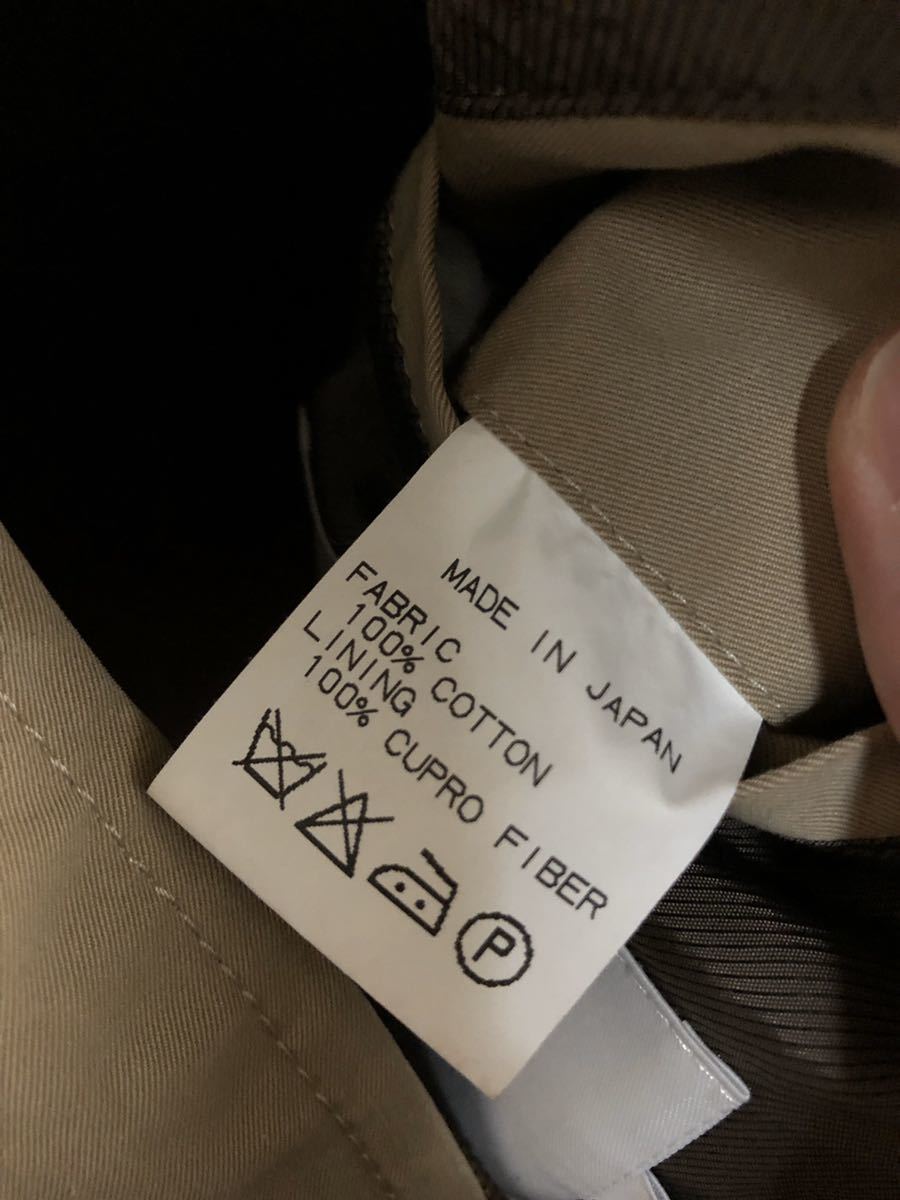 MADE IN JAPAN
FABRIC
100% COTTON
LINING
100% CUPRO FIBER
P